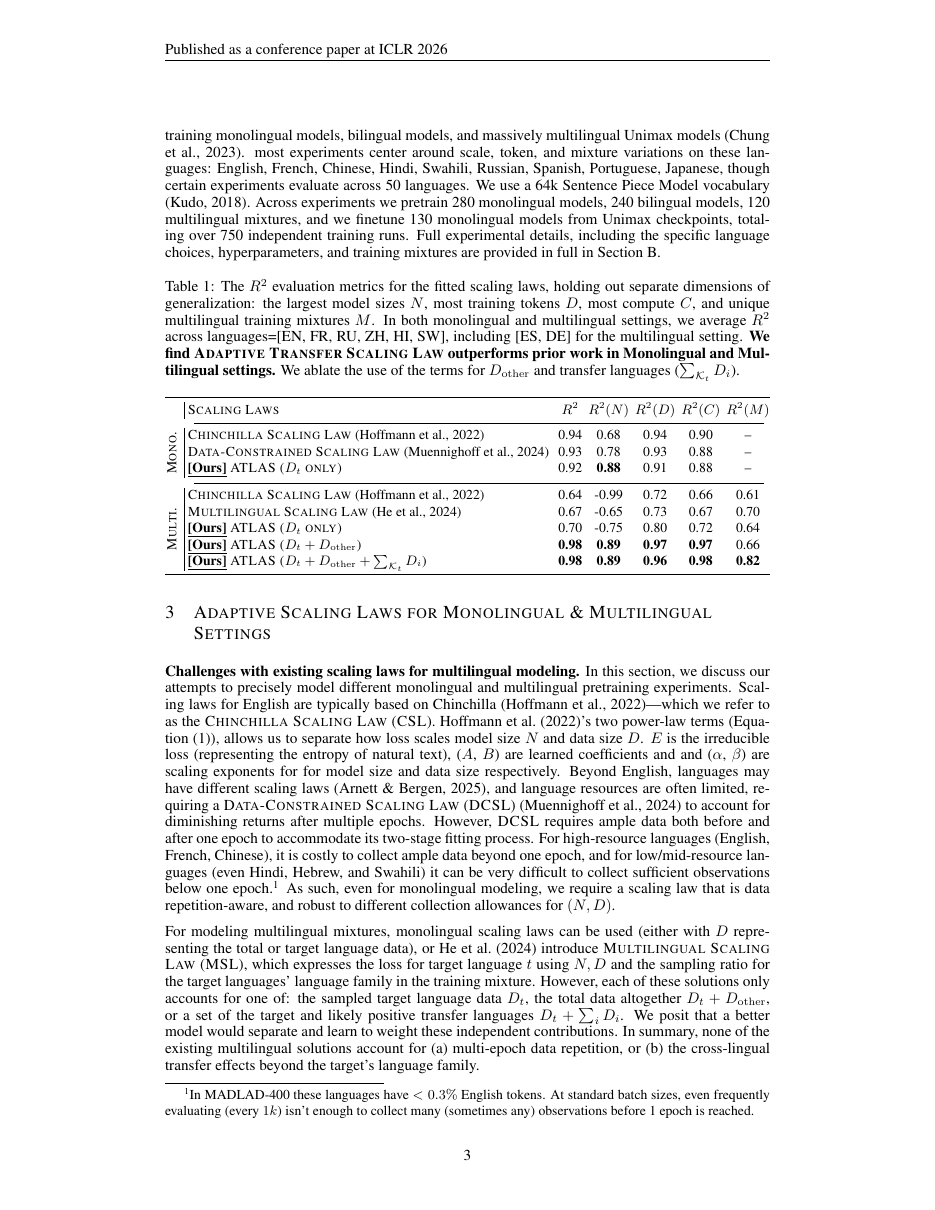 Published as a conference paper at ICLR 2026
training monolingual models, bilingual models, and massively multilingual Unimax models (Chung
et al., 2023). most experiments center around scale, token, and mixture variations on these lan-
guages: English, French, Chinese, Hindi, Swahili, Russian, Spanish, Portuguese, Japanese, though
certain experiments evaluate across 50 languages. We use a 64k Sentence Piece Model vocabulary
(Kudo, 2018). Across experiments we pretrain 280 monolingual models, 240 bilingual models, 120
multilingual mixtures, and we finetune 130 monolingual models from Unimax checkpoints, total-
ing over 750 independent training runs. Full experimental details, including the specific language
choices, hyperparameters, and training mixtures are provided in full in Section B.
Table 1: The R² evaluation metrics for the fitted scaling laws, holding out separate dimensions of
generalization: the largest model sizes N, most training tokens D, most compute C, and unique
multilingual training mixtures M. In both monolingual and multilingual settings, we average R²
across languages=[EN, FR, RU, ZH, HI, SW], including [ES, DE] for the multilingual setting. We
find ADAPTIVE TRANSFER SCALING LAW outperforms prior work in Monolingual and Mul-
tilingual settings. We ablate the use of the terms for D_other and transfer languages (∑_{K_t} D_i).
SCALING LAWS R² R²(N) R²(D) R²(C) R²(M)
MONO.
CHINCHILLA SCALING LAW (Hoffmann et al., 2022) 0.94 0.68 0.94 0.90 –
DATA-CONSTRAINED SCALING LAW (Muennighoff et al., 2024) 0.93 0.78 0.93 0.88 –
[Ours] ATLAS (D_t ONLY) 0.92 0.88 0.91 0.88 –
MULTI.
CHINCHILLA SCALING LAW (Hoffmann et al., 2022) 0.64 -0.99 0.72 0.66 0.61
MULTILINGUAL SCALING LAW (He et al., 2024) 0.67 -0.65 0.73 0.67 0.70
[Ours] ATLAS (D_t ONLY) 0.70 -0.75 0.80 0.72 0.64
[Ours] ATLAS (D_t + D_other) 0.98 0.89 0.97 0.97 0.66
[Ours] ATLAS (D_t + D_other + ∑_{K_t} D_i) 0.98 0.89 0.96 0.98 0.82
3 ADAPTIVE SCALING LAWS FOR MONOLINGUAL & MULTILINGUAL
SETTINGS
Challenges with existing scaling laws for multilingual modeling. In this section, we discuss our
attempts to precisely model different monolingual and multilingual pretraining experiments. Scal-
ing laws for English are typically based on Chinchilla (Hoffmann et al., 2022)—which we refer to
as the CHINCHILLA SCALING LAW (CSL). Hoffmann et al. (2022)'s two power-law terms (Equa-
tion (1)), allows us to separate how loss scales model size N and data size D. E is the irreducible
loss (representing the entropy of natural text), (A, B) are learned coefficients and and (α, β) are
scaling exponents for for model size and data size respectively. Beyond English, languages may
have different scaling laws (Arnett & Bergen, 2025), and language resources are often limited, re-
quiring a DATA-CONSTRAINED SCALING LAW (DCSL) (Muennighoff et al., 2024) to account for
diminishing returns after multiple epochs. However, DCSL requires ample data both before and
after one epoch to accommodate its two-stage fitting process. For high-resource languages (English,
French, Chinese), it is costly to collect ample data beyond one epoch, and for low/mid-resource lan-
guages (even Hindi, Hebrew, and Swahili) it can be very difficult to collect sufficient observations
below one epoch.¹ As such, even for monolingual modeling, we require a scaling law that is data
repetition-aware, and robust to different collection allowances for (N, D).
For modeling multilingual mixtures, monolingual scaling laws can be used (either with D repre-
senting the total or target language data), or He et al. (2024) introduce MULTILINGUAL SCALING
LAW (MSL), which expresses the loss for target language t using N, D and the sampling ratio for
the target languages' language family in the training mixture. However, each of these solutions only
accounts for one of: the sampled target language data D_t, the total data altogether D_t + D_other,
or a set of the target and likely positive transfer languages D_t + ∑_i D_i. We posit that a better
model would separate and learn to weight these independent contributions. In summary, none of the
existing multilingual solutions account for (a) multi-epoch data repetition, or (b) the cross-lingual
transfer effects beyond the target's language family.
¹In MADLAD-400 these languages have < 0.3% English tokens. At standard batch sizes, even frequently
evaluating (every 1k) isn't enough to collect many (sometimes any) observations before 1 epoch is reached.
3